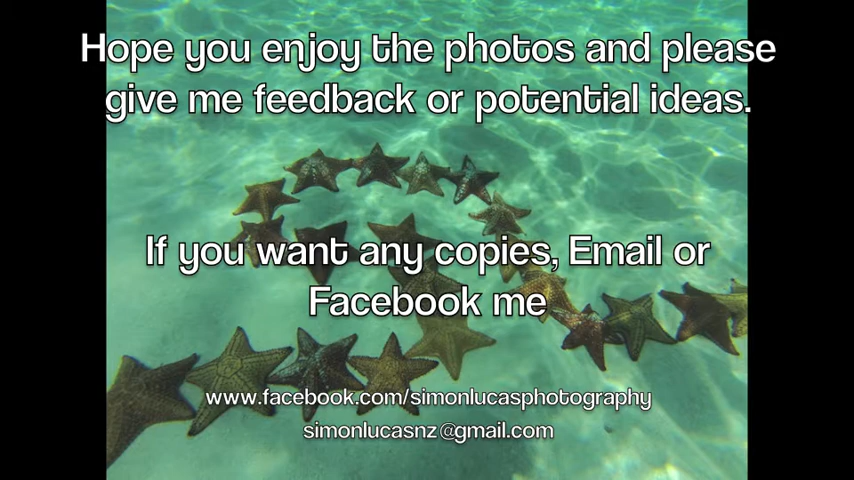 Hope you enjoy the photos and please
give me feedback or potential ideas.
If you want any copies, Email or
Facebook me
www.facebook.com/simonlucasphotography
simonlucasnz@gmail.com